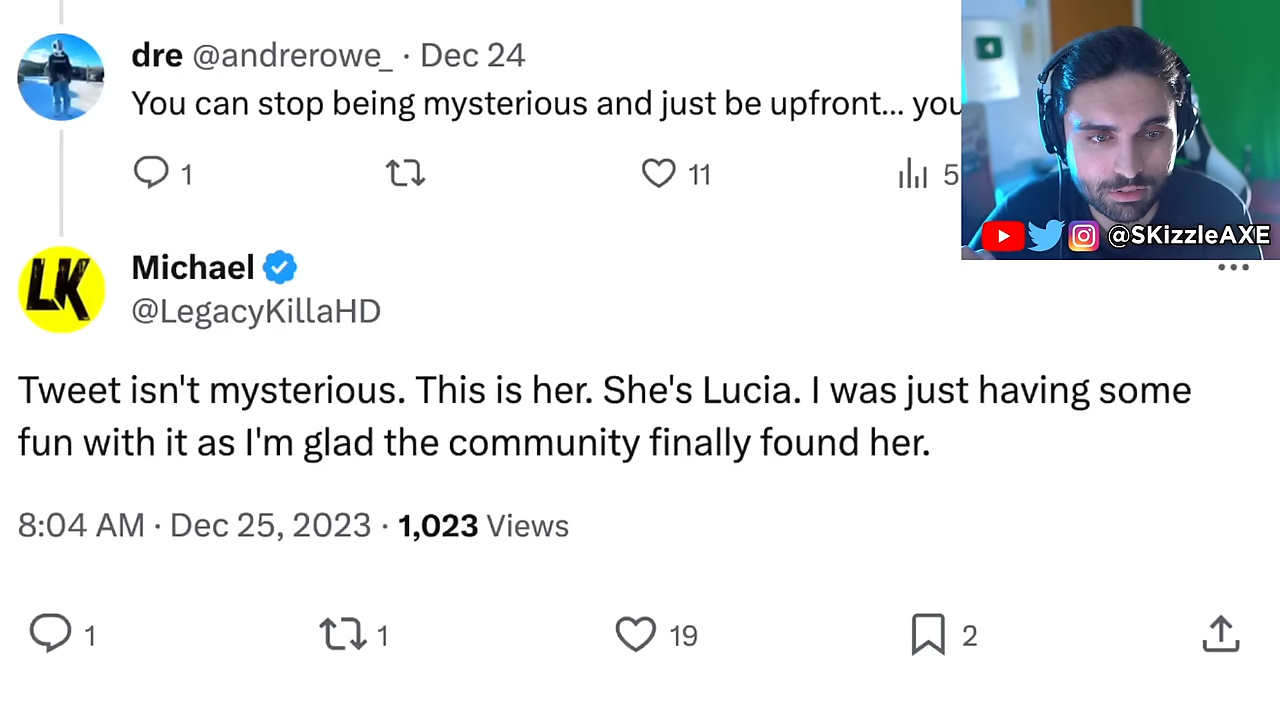 dre @andrerowe_ · Dec 24
You can stop being mysterious and just be upfront... you
1 11 5
@SKizzleAXE
LK
Michael
@LegacyKillaHD
Tweet isn't mysterious. This is her. She's Lucia. I was just having some
fun with it as I'm glad the community finally found her.
8:04 AM · Dec 25, 2023 · 1,023 Views
1 1 19 2